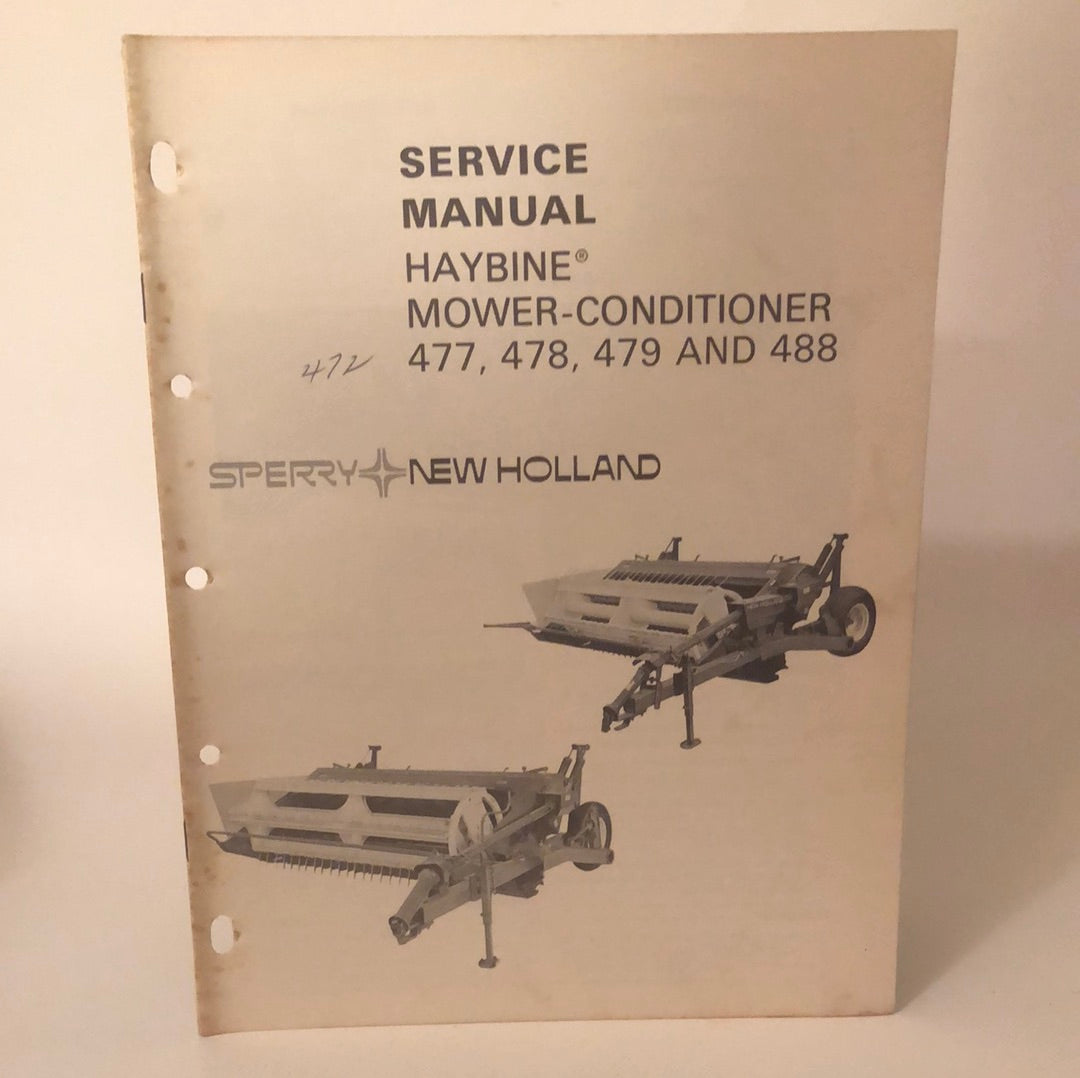 SERVICE
MANUAL
HAYBINE®
MOWER-CONDITIONER
472 477, 478, 479 AND 488
SPERRY NEW HOLLAND